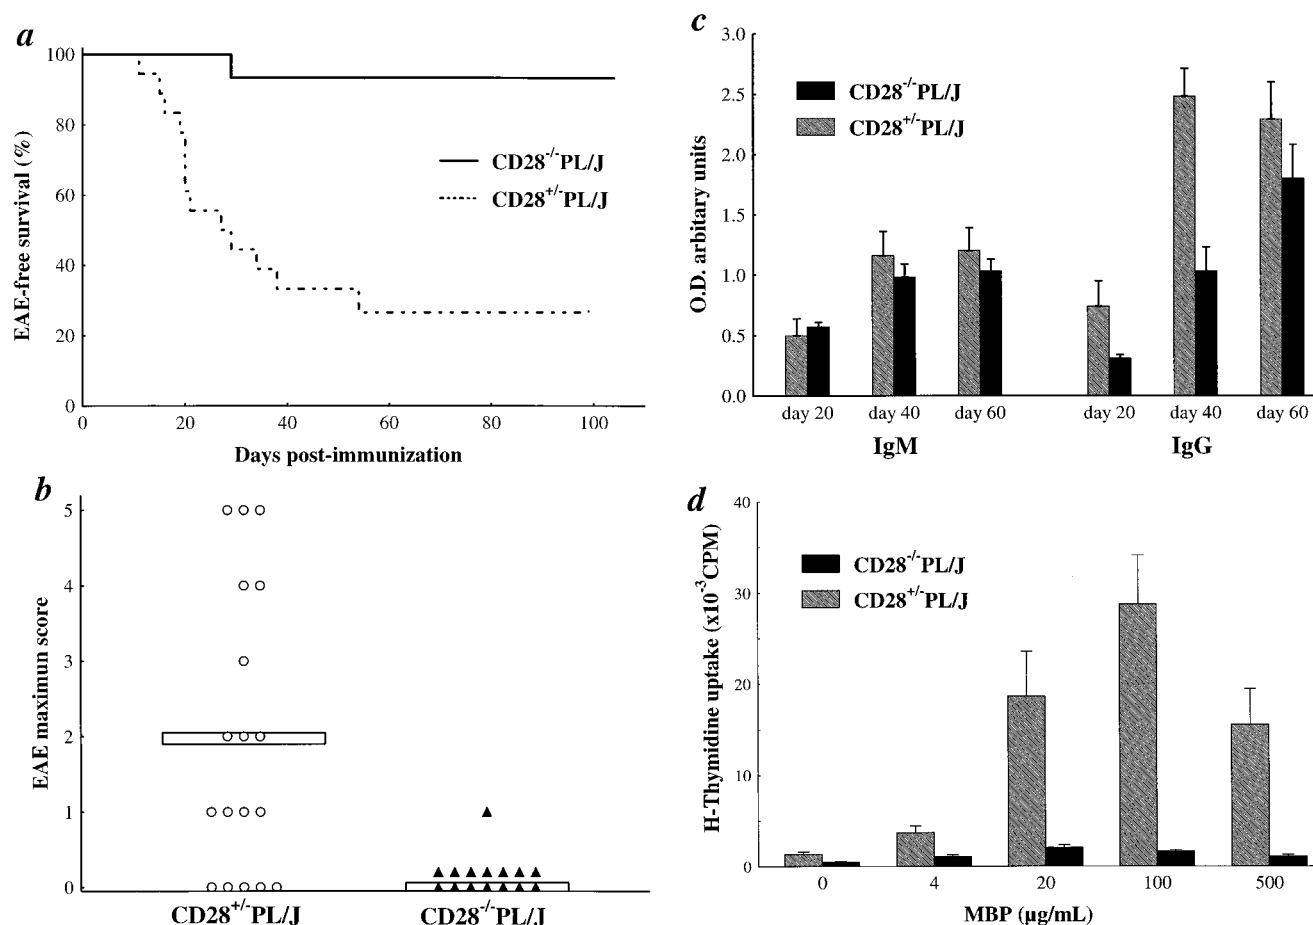 a
100
80
60
40
20
0
EAE-free survival (%)
CD28-/-PL/J
CD28+/-PL/J
0 20 40 60 80 100
Days post-immunization
b
5
4
3
2
1
0
EAE maximun score
CD28+/-PL/J CD28-/-PL/J
c
3.0
2.5
2.0
1.5
1.0
0.5
0.0
O.D. arbitary units
CD28-/-PL/J
CD28+/-PL/J
day 20 day 40 day 60 day 20 day 40 day 60
IgM IgG
d
40
30
20
10
0
H-Thymidine uptake (x10-3CPM)
CD28-/-PL/J
CD28+/-PL/J
0 4 20 100 500
MBP (µg/mL)